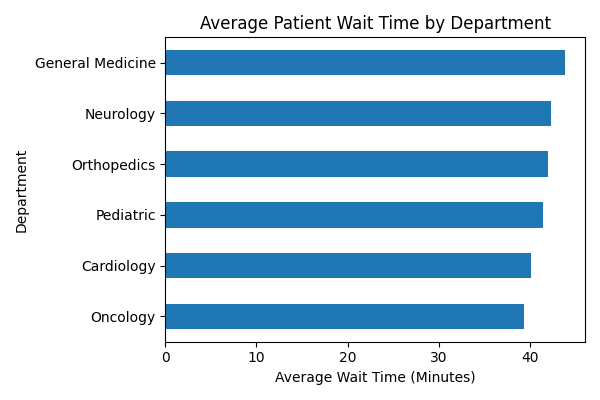 Average Patient Wait Time by Department
General Medicine
Neurology
Orthopedics
Pediatric
Cardiology
Oncology
Department
0 10 20 30 40
Average Wait Time (Minutes)